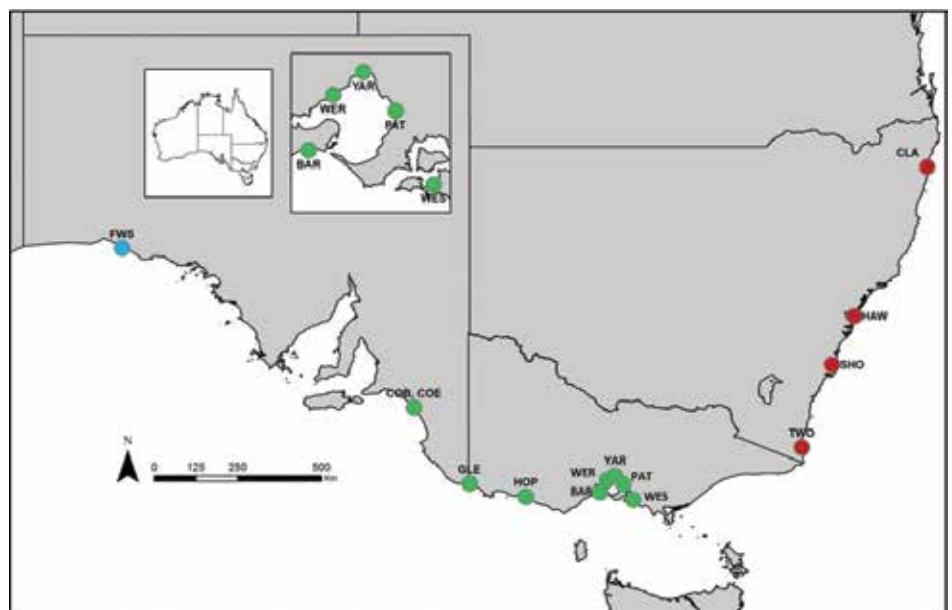 YAR
WER
PAT
BAR
WES
CLA
FWS
HAW
SHO
COB, COE
TWO
N
0 125 250 500
Km
GLE
HOP
YAR
WER
PAT
BAR
WES